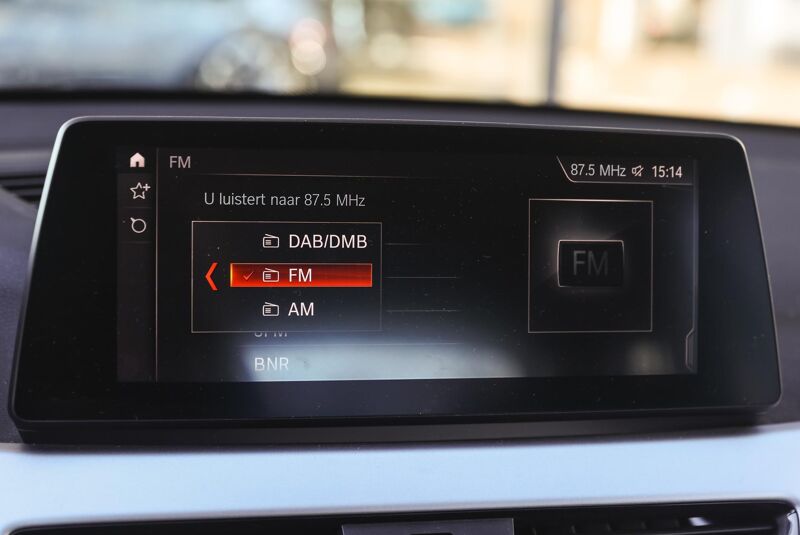 FM
87.5 MHz 15:14
U luistert naar 87.5 MHz
DAB/DMB
FM
AM
BNR
FM